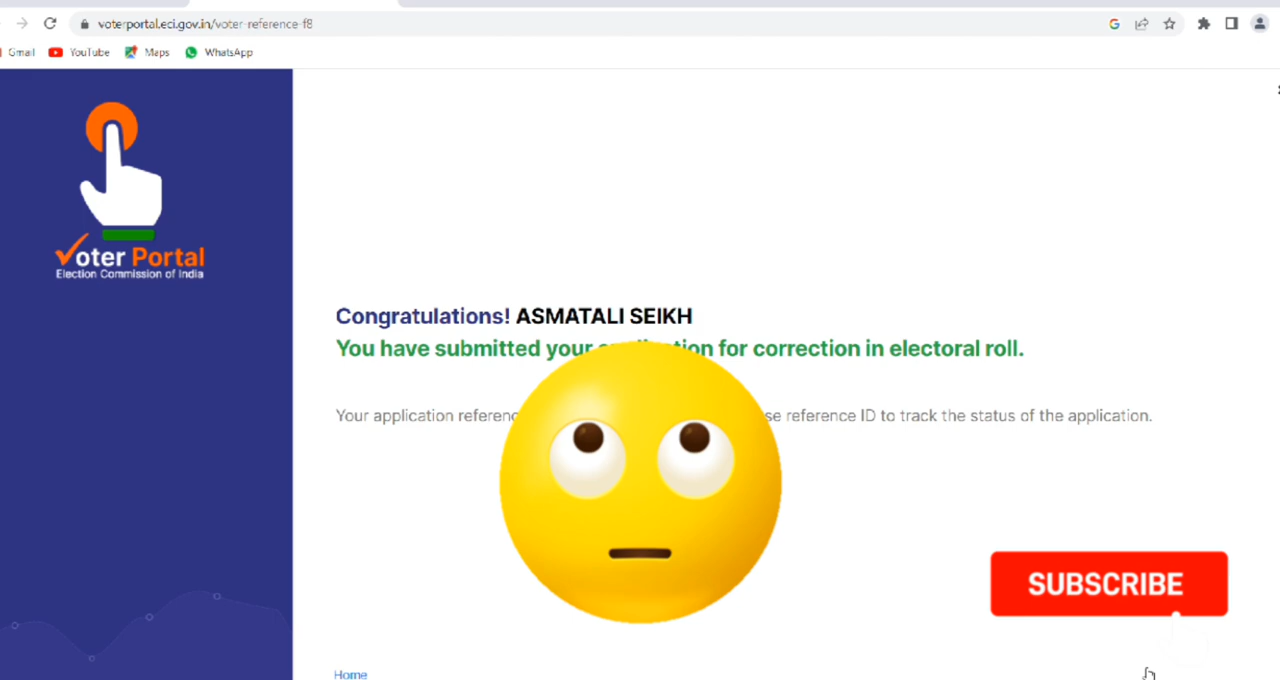 voterportal.eci.gov.in/voter-reference-f8
Gmail YouTube Maps WhatsApp
Voter Portal
Election Commission of India
Congratulations! ASMATALI SEIKH
You have submitted your for correction in electoral roll.
Your application reference ID to track the status of the application.
SUBSCRIBE
Home